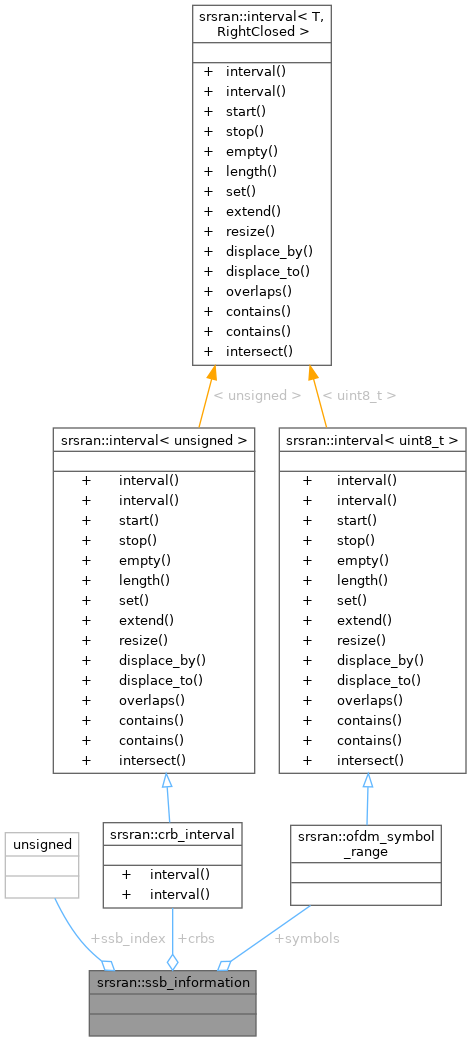 srsran::interval< T,
RightClosed >
+ interval()
+ interval()
+ start()
+ stop()
+ empty()
+ length()
+ set()
+ extend()
+ resize()
+ displace_by()
+ displace_to()
+ overlaps()
+ contains()
+ contains()
+ intersect()
< unsigned >
< uint8_t >
srsran::interval< unsigned >
+ interval()
+ interval()
+ start()
+ stop()
+ empty()
+ length()
+ set()
+ extend()
+ resize()
+ displace_by()
+ displace_to()
+ overlaps()
+ contains()
+ contains()
+ intersect()
srsran::interval< uint8_t >
+ interval()
+ interval()
+ start()
+ stop()
+ empty()
+ length()
+ set()
+ extend()
+ resize()
+ displace_by()
+ displace_to()
+ overlaps()
+ contains()
+ contains()
+ intersect()
unsigned
srsran::crb_interval
+ interval()
+ interval()
srsran::ofdm_symbol
_range
+ssb_index
+crbs
+symbols
srsran::ssb_information